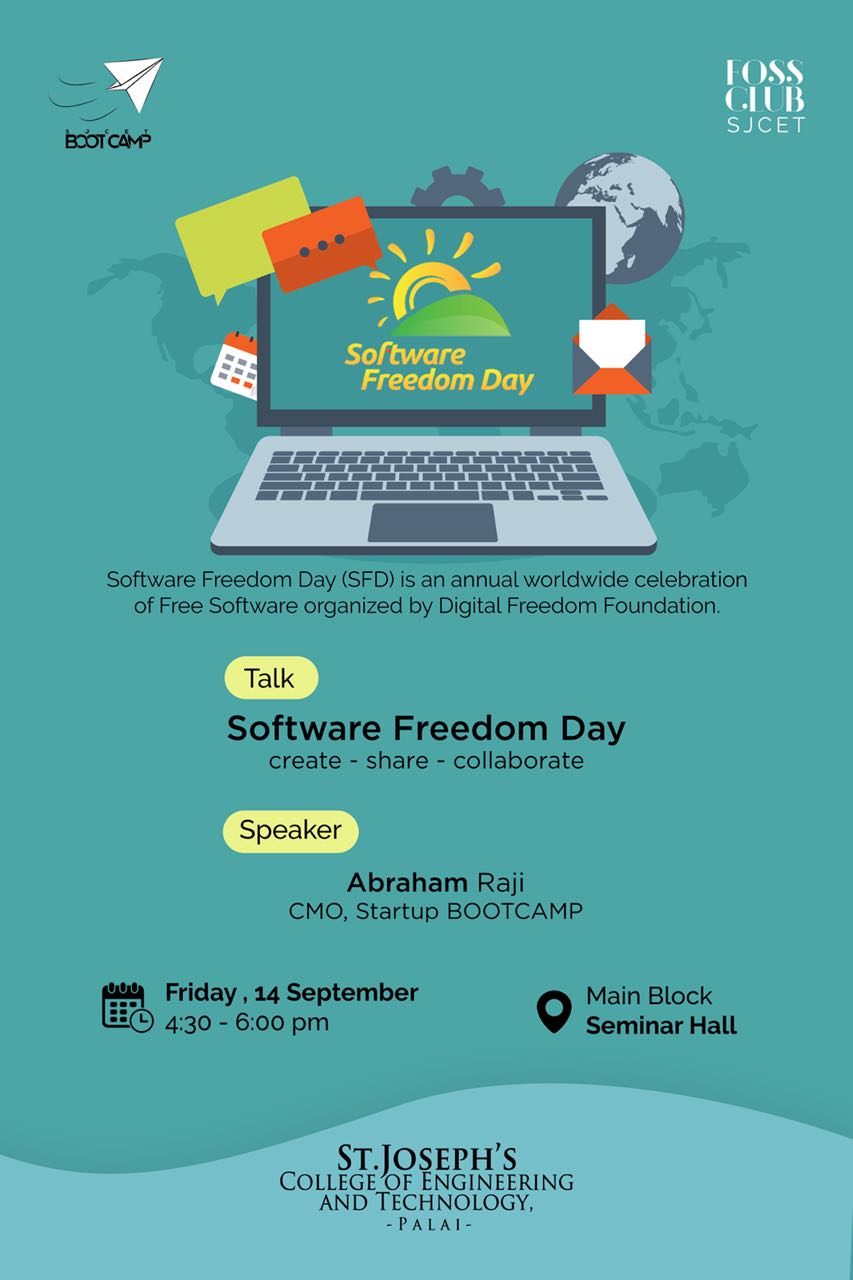 SJCET
BOOTCAMP
FOSS
CLUB
SJCET
Software
Freedom Day
Software Freedom Day (SFD) is an annual worldwide celebration
of Free Software organized by Digital Freedom Foundation.
Talk
Software Freedom Day
create - share - collaborate
Speaker
Abraham Raji
CMO, Startup BOOTCAMP
Friday , 14 September
4:30 - 6:00 pm
Main Block
Seminar Hall
St.Joseph's
College of Engineering
and Technology,
- Palai -